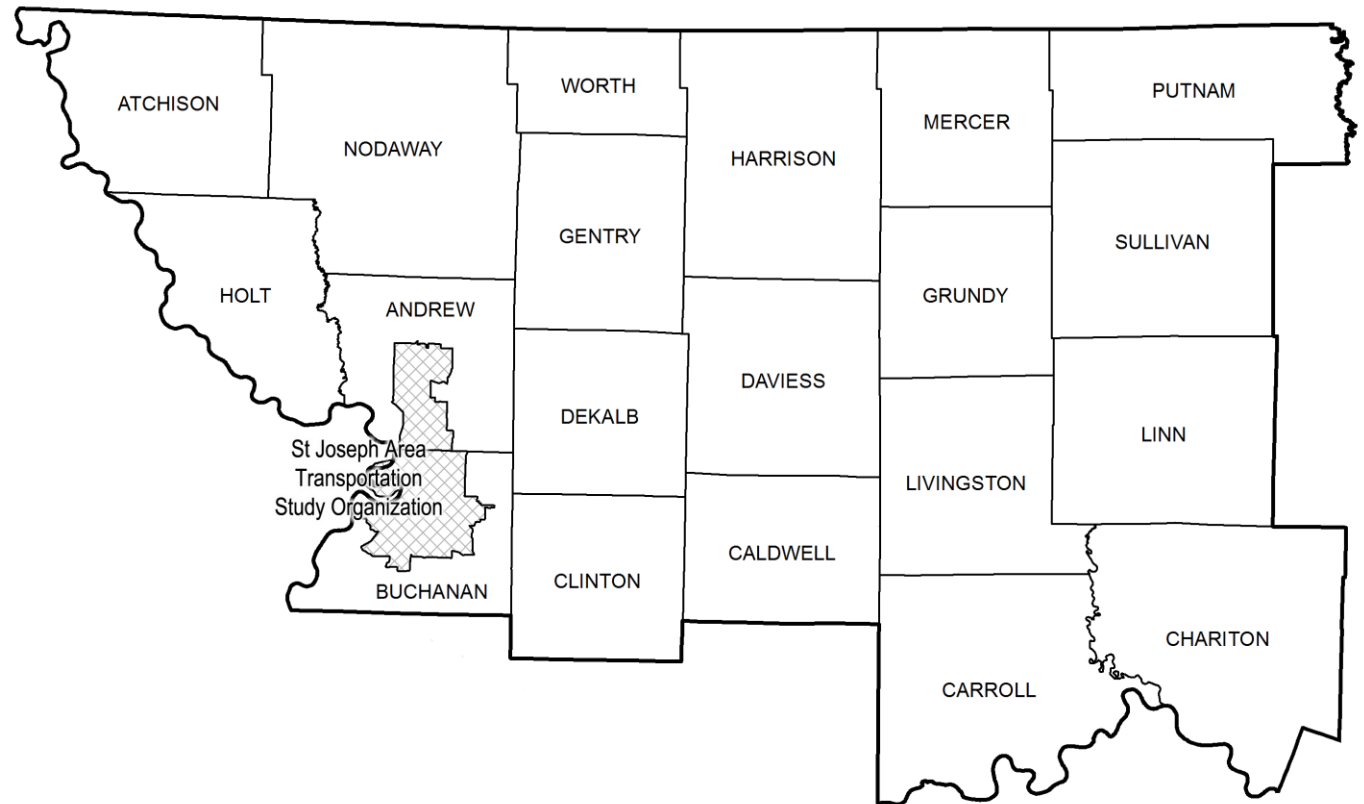 WORTH
PUTNAM
ATCHISON
MERCER
NODAWAY
HARRISON
GENTRY
SULLIVAN
HOLT
GRUNDY
ANDREW
DAVIESS
DEKALB
LINN
St Joseph Area
Transportation
Study Organization
LIVINGSTON
CALDWELL
CLINTON
BUCHANAN
CHARITON
CARROLL